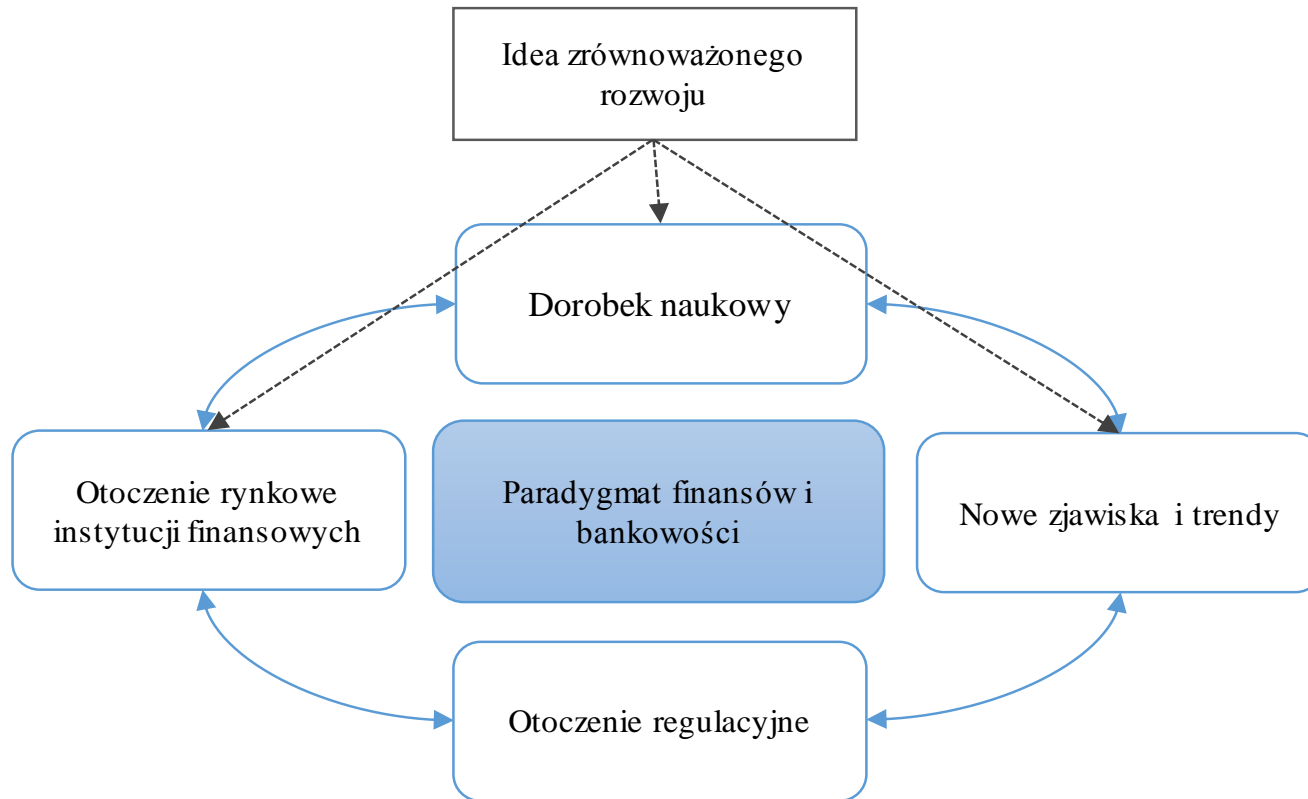 Idea zrównoważonego
rozwoju
Dorobek naukowy
Otoczenie rynkowe
instytucji finansowych
Paradygmat finansów i
bankowości
Nowe zjawiska i trendy
Otoczenie regulacyjne